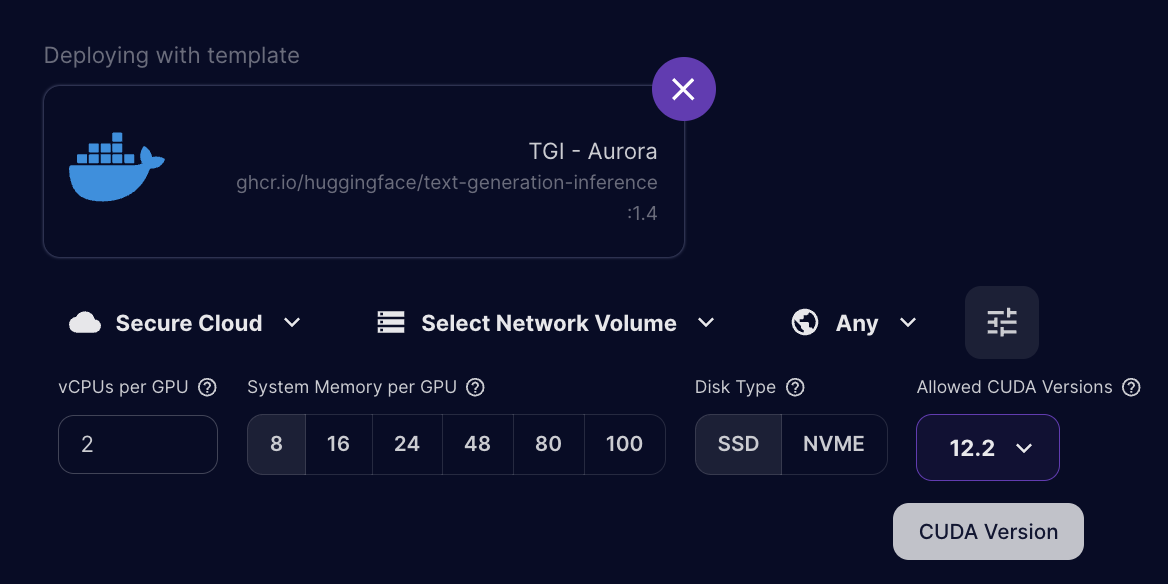 Deploying with template
TGI - Aurora
ghcr.io/huggingface/text-generation-inference
:1.4
Secure Cloud
Select Network Volume
Any
vCPUs per GPU ?
System Memory per GPU ?
Disk Type ?
Allowed CUDA Versions ?
2
8 16 24 48 80 100
SSD NVME
12.2
CUDA Version